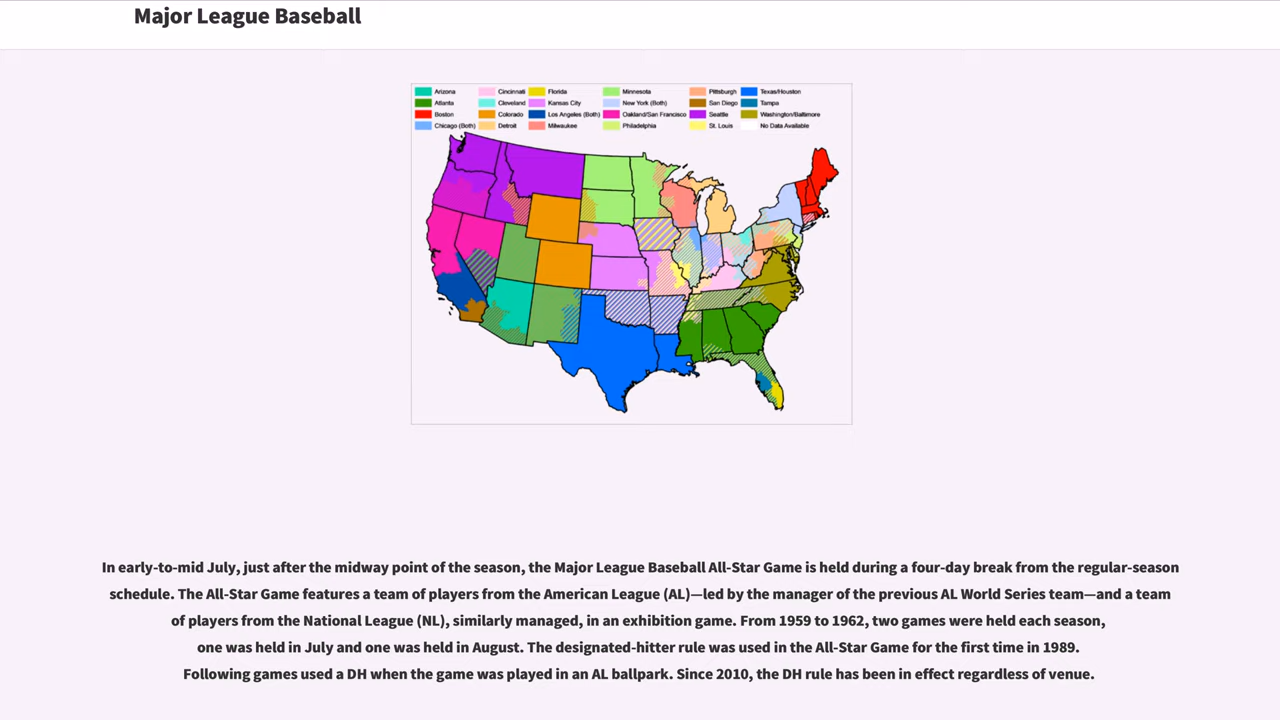 Major League Baseball
Arizona Cincinnati Florida Minnesota Pittsburgh Texas/Houston
Atlanta Cleveland Kansas City New York (Both) San Diego Tampa
Boston Colorado Los Angeles (Both) Oakland/San Francisco Seattle Washington/Baltimore
Chicago (Both) Detroit Milwaukee Philadelphia St. Louis No Data Available
In early-to-mid July, just after the midway point of the season, the Major League Baseball All-Star Game is held during a four-day break from the regular-season
schedule. The All-Star Game features a team of players from the American League (AL)—led by the manager of the previous AL World Series team—and a team
of players from the National League (NL), similarly managed, in an exhibition game. From 1959 to 1962, two games were held each season,
one was held in July and one was held in August. The designated-hitter rule was used in the All-Star Game for the first time in 1989.
Following games used a DH when the game was played in an AL ballpark. Since 2010, the DH rule has been in effect regardless of venue.